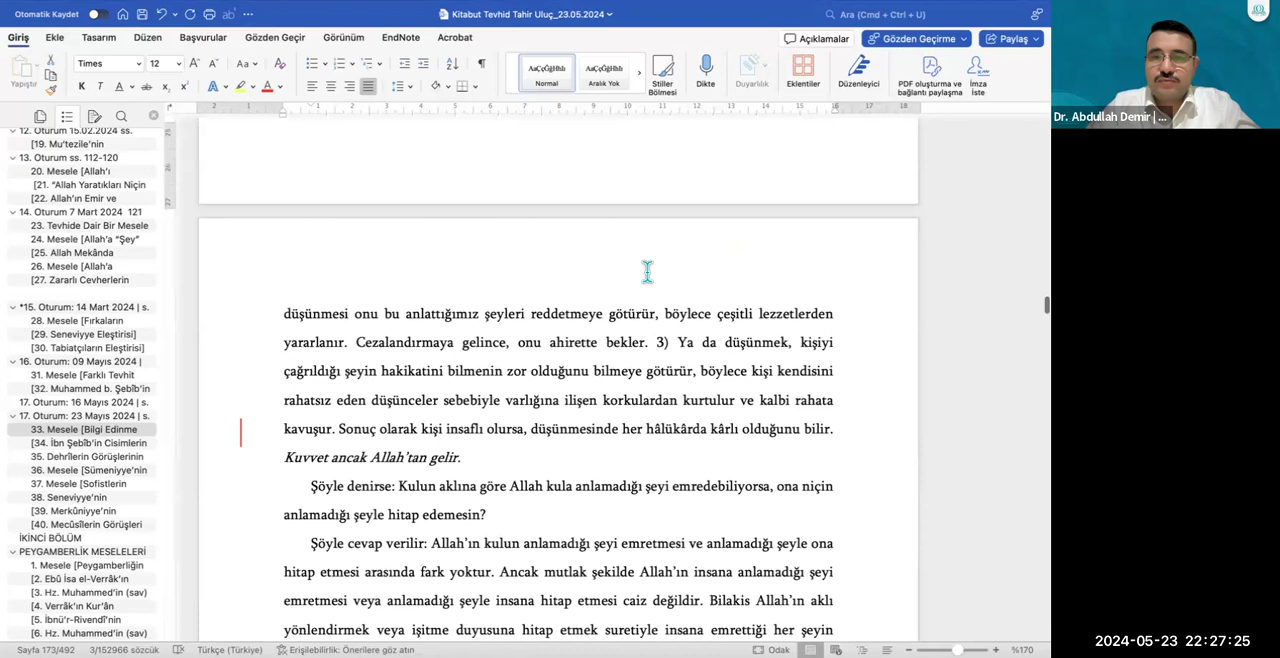 Otomatik Kaydet
Kitabut Tevhid Tahir Uluç_23.05.2024
Ara (Cmd + Ctrl + U)
Giriş Ekle Tasarım Düzen Başvurular Gözden Geçir Görünüm EndNote Acrobat
Açıklamalar Gözden Geçirme Paylaş
Yapıştır
Times 12
K T A
AaÇçĞğHhİı AaÇçĞğHhİı
Normal Aralık Yok
Stiller Bölmesi
Dikte
Duyarlılık
Eklentiler
Düzenleyici
PDF oluşturma ve bağlantı paylaşma
İmza İste
12. Oturum 15.02.2024 ss.
[19. Mu'tezile'nin
13. Oturum ss. 112-120
20. Mesele [Allah'ı
[21. “Allah Yaratıkları Niçin
[22. Allah'ın Emir ve
14. Oturum 7 Mart 2024 121
23. Tevhide Dair Bir Mesele
24. Mesele [Allah'a “Şey”
[25. Allah Mekânda
26. Mesele [Allah'a
[27. Zararlı Cevherlerin
*15. Oturum: 14 Mart 2024 | s.
28. Mesele [Fırkaların
[29. Seneviyye Eleştirisi]
[30. Tabiatçıların Eleştirisi]
16. Oturum: 09 Mayıs 2024 |
31. Mesele [Farklı Tevhit
[32. Muhammed b. Şebîb'in
17. Oturum: 16 Mayıs 2024 | s.
17. Oturum: 23 Mayıs 2024 | s.
33. Mesele [Bilgi Edinme
[34. İbn Şebîb'in Cisimlerin
35. Dehrîlerin Görüşlerinin
36. Mesele [Sümeniyye'nin
37. Mesele [Sofistlerin
38. Seneviyye'nin
[39. Merkûniyye'nin
[40. Mecûsîlerin Görüşleri
İKİNCİ BÖLÜM
PEYGAMBERLİK MESELELERİ
1. Mesele [Peygamberliğin
[2. Ebû İsa el-Verrâk'ın
[3. Hz. Muhammed'in (sav)
[4. Verrâk'ın Kur'ân
[5. İbnü'r-Rivendî'nin
[6. Hz. Muhammed'in (sav)
düşünmesi onu bu anlattığımız şeyleri reddetmeye götürür, böylece çeşitli lezzetlerden
yararlanır. Cezalandırmaya gelince, onu ahirette bekler. 3) Ya da düşünmek, kişiyi
çağrıldığı şeyin hakikatini bilmenin zor olduğunu bilmeye götürür, böylece kişi kendisini
rahatsız eden düşünceler sebebiyle varlığına ilişen korkulardan kurtulur ve kalbi rahata
kavuşur. Sonuç olarak kişi insaflı olursa, düşünmesinde her hâlükârda kârlı olduğunu bilir.
Kuvvet ancak Allah'tan gelir.
Şöyle denirse: Kulun aklına göre Allah kula anlamadığı şeyi emredebiliyorsa, ona niçin
anlamadığı şeyle hitap edemesin?
Şöyle cevap verilir: Allah'ın kulun anlamadığı şeyi emretmesi ve anlamadığı şeyle ona
hitap etmesi arasında fark yoktur. Ancak mutlak şekilde Allah'ın insana anlamadığı şeyi
emretmesi veya anlamadığı şeyle insana hitap etmesi caiz değildir. Bilakis Allah'ın aklı
yönlendirmek veya işitme duyusuna hitap etmek suretiyle insana emrettiği her şeyin
Sayfa 173/492 3/152966 sözcük Türkçe (Türkiye) Erişilebilirlik: Önerilere göz atın Odak %170
Dr. Abdullah Demir | ...
2024-05-23 22:27:25